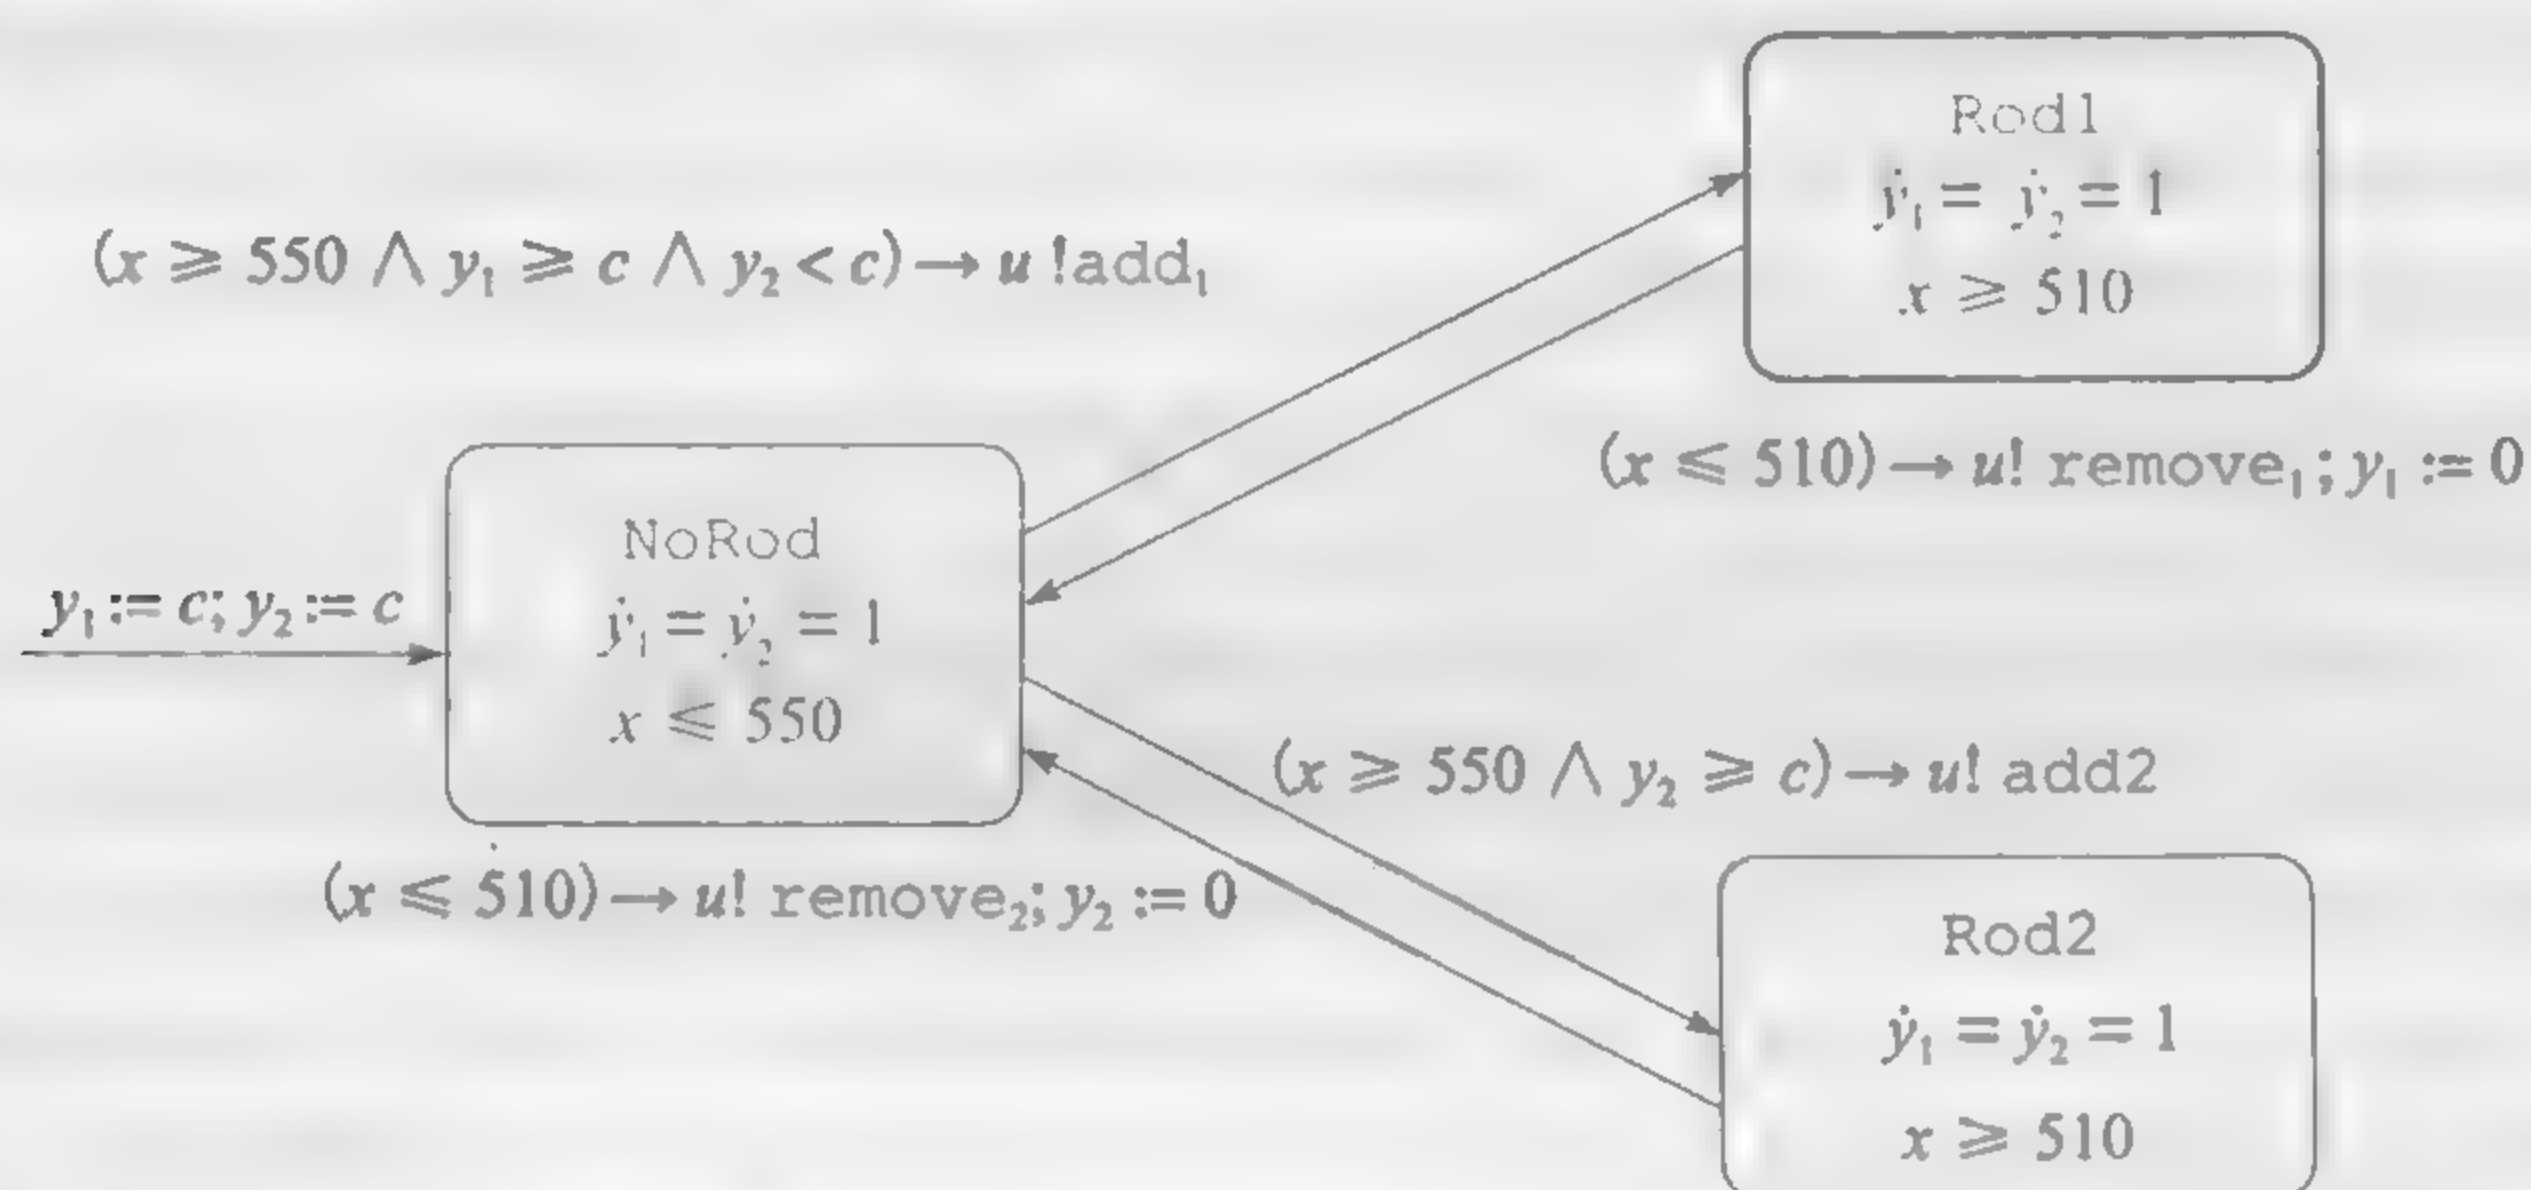 Rod1
ẏ₁ = ẏ₂ = 1
x ⩾ 510
(x ⩾ 550 ∧ y₁ ⩾ c ∧ y₂ < c) → u !add₁
(x ⩽ 510) → u! remove₁; y₁ := 0
NoRod
ẏ₁ = ẏ₂ = 1
x ⩽ 550
y₁ := c; y₂ := c
(x ⩾ 550 ∧ y₂ ⩾ c) → u! add2
(x ⩽ 510) → u! remove₂; y₂ := 0
Rod2
ẏ₁ = ẏ₂ = 1
x ⩾ 510